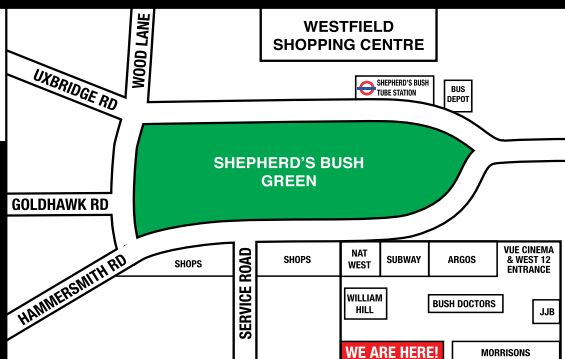 WESTFIELD
SHOPPING CENTRE
WOOD LANE
UXBRIDGE RD
SHEPHERD'S BUSH
TUBE STATION
BUS
DEPOT
SHEPHERD'S BUSH
GREEN
GOLDHAWK RD
HAMMERSMITH RD
SHOPS
SERVICE ROAD
SHOPS
NAT
WEST
SUBWAY
ARGOS
VUE CINEMA
& WEST 12
ENTRANCE
WILLIAM
HILL
BUSH DOCTORS
JJB
WE ARE HERE!
MORRISONS